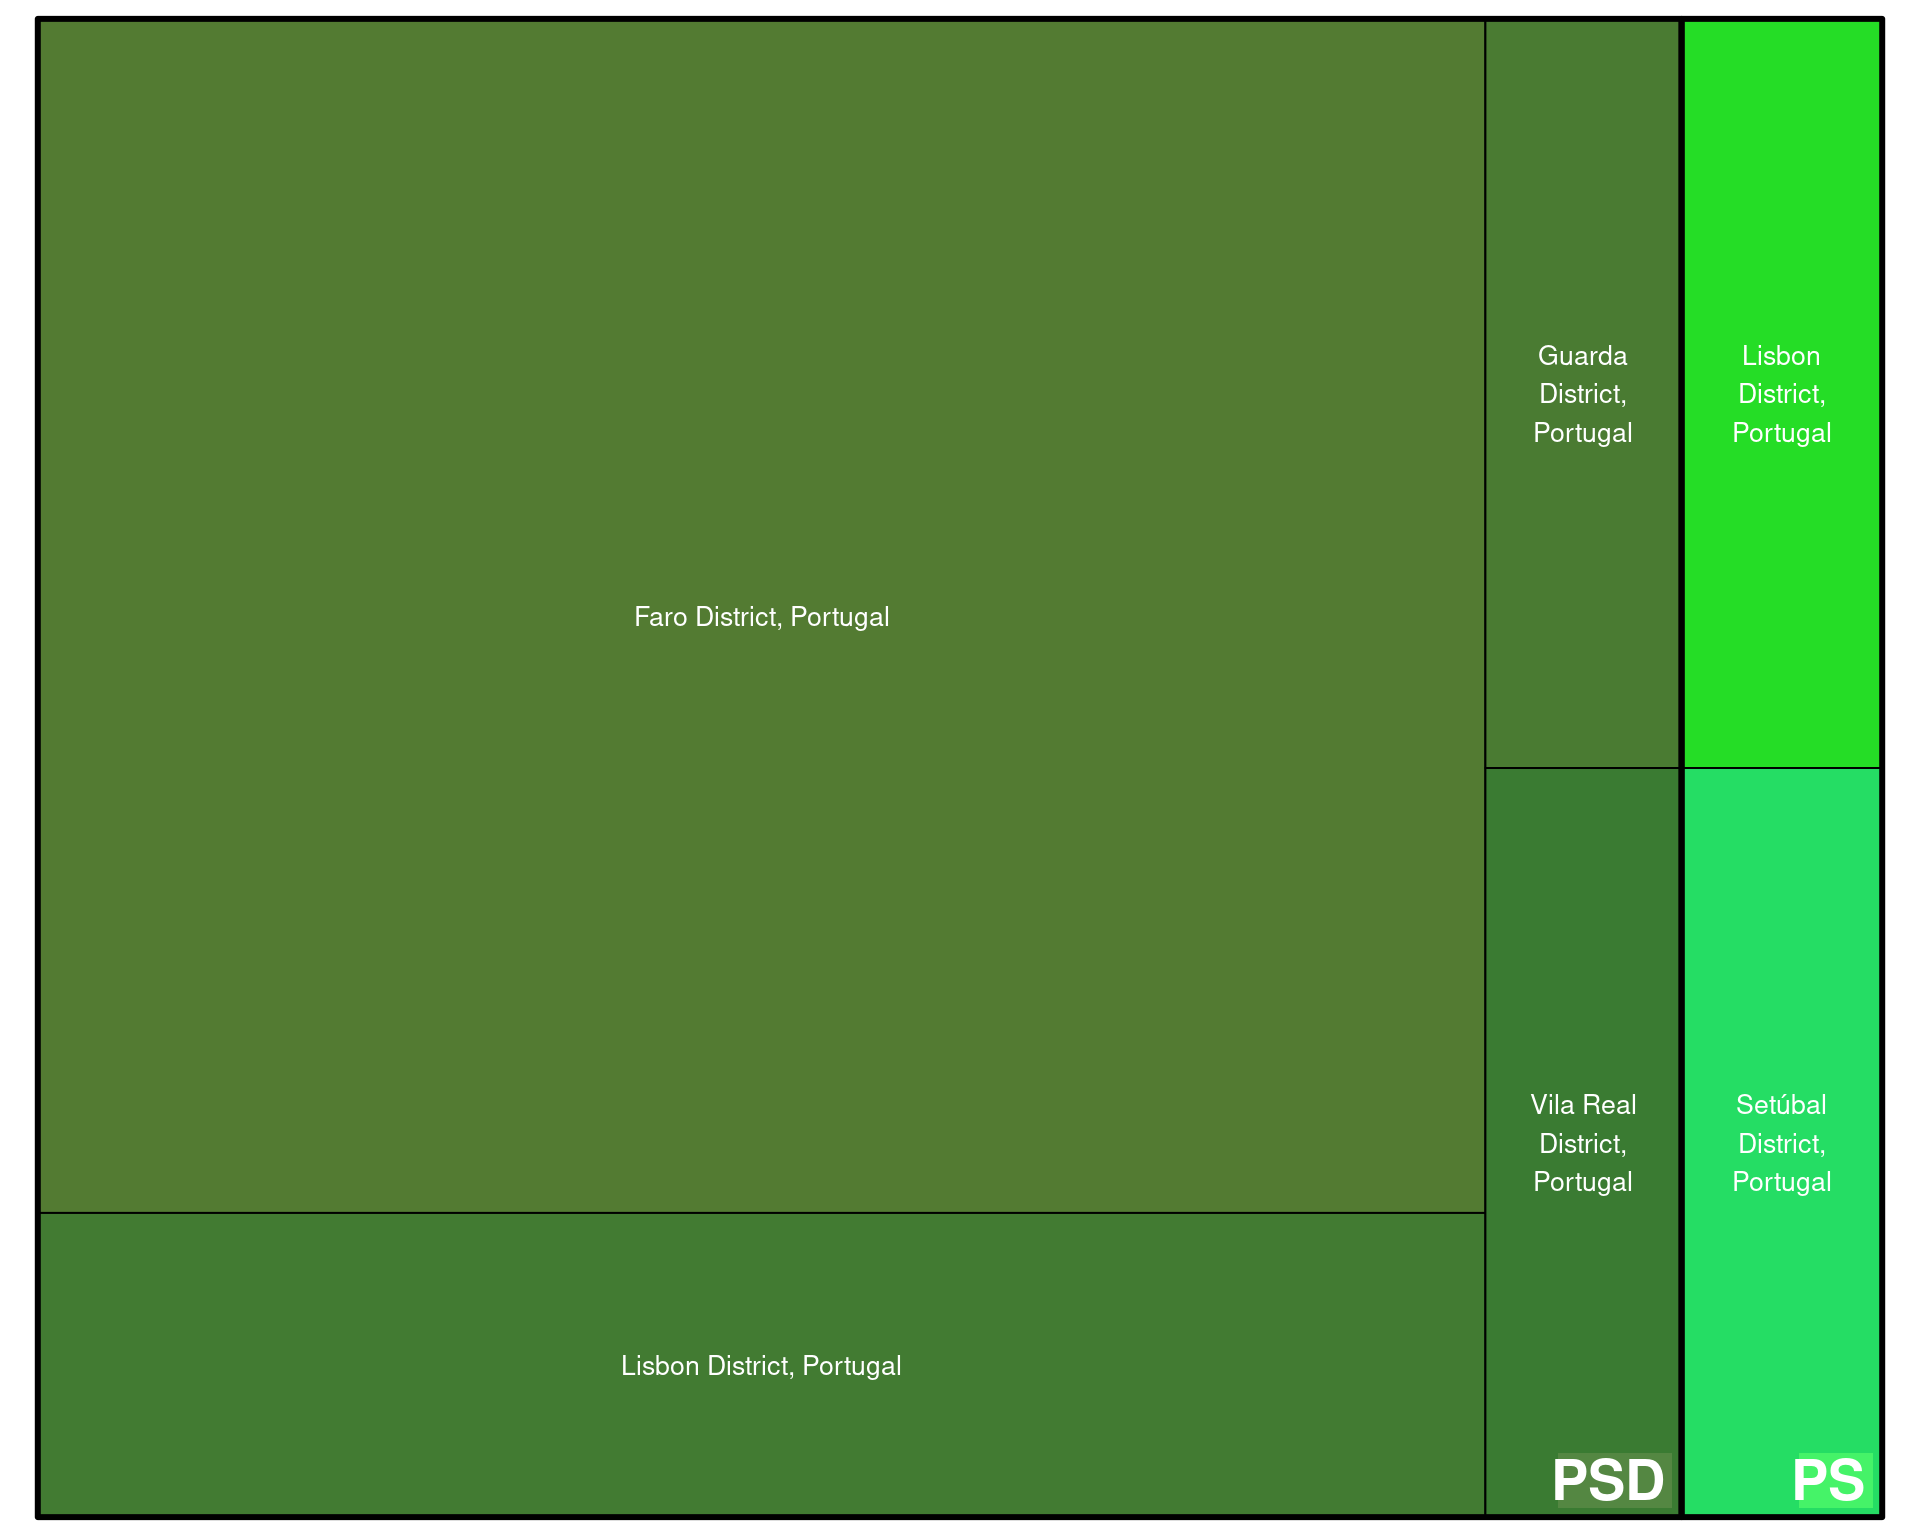 Faro District, Portugal
Lisbon District, Portugal
Guarda
District,
Portugal
Vila Real
District,
Portugal
PSD
Lisbon
District,
Portugal
Setúbal
District,
Portugal
PS